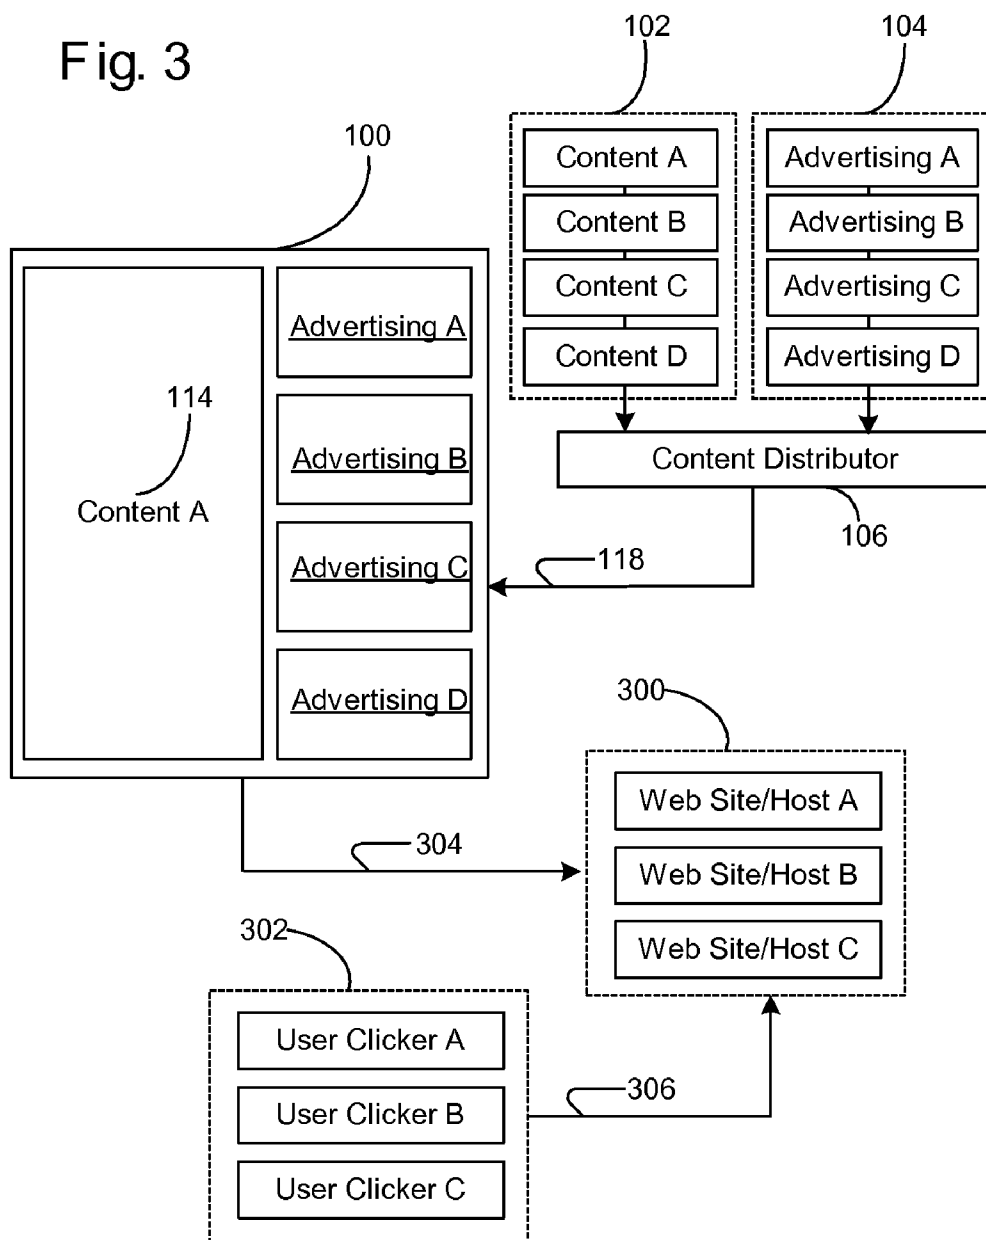 Fig. 3
102
104
100
Content A
Content B
Content C
Content D
Advertising A
Advertising B
Advertising C
Advertising D
Content Distributor
106
118
114
Content A
Advertising A
Advertising B
Advertising C
Advertising D
300
Web Site/Host A
Web Site/Host B
Web Site/Host C
304
302
User Clicker A
User Clicker B
User Clicker C
306